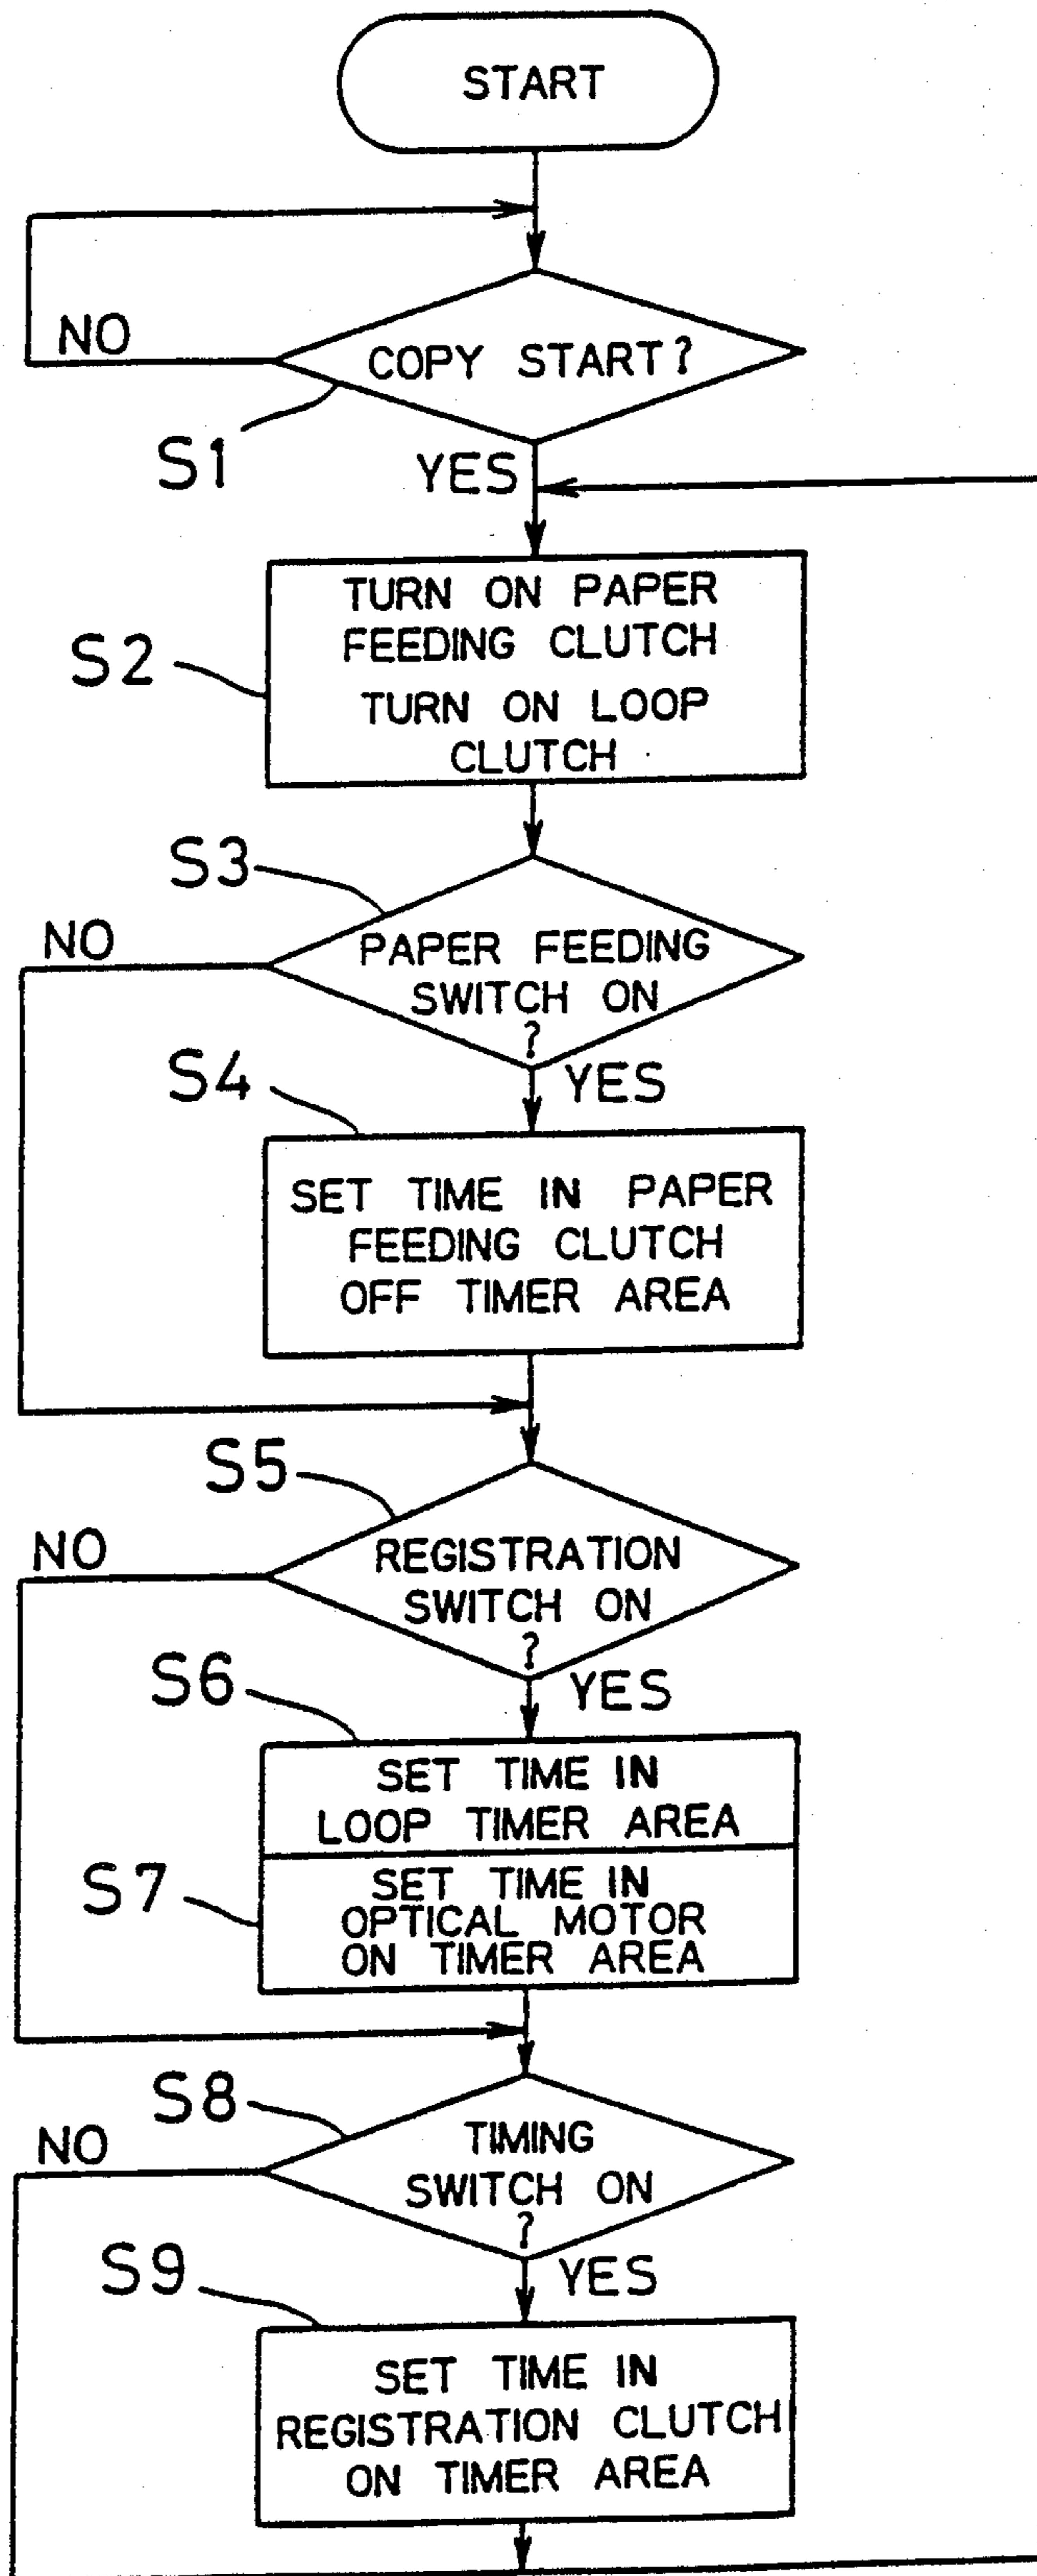 START
NO
COPY START?
S1
YES
TURN ON PAPER
FEEDING CLUTCH
S2
TURN ON LOOP
CLUTCH
S3
NO
PAPER FEEDING
SWITCH ON
?
S4
YES
SET TIME IN PAPER
FEEDING CLUTCH
OFF TIMER AREA
S5
NO
REGISTRATION
SWITCH ON
?
S6
YES
SET TIME IN
LOOP TIMER AREA
S7
SET TIME IN
OPTICAL MOTOR
ON TIMER AREA
S8
NO
TIMING
SWITCH ON
?
S9
YES
SET TIME IN
REGISTRATION CLUTCH
ON TIMER AREA